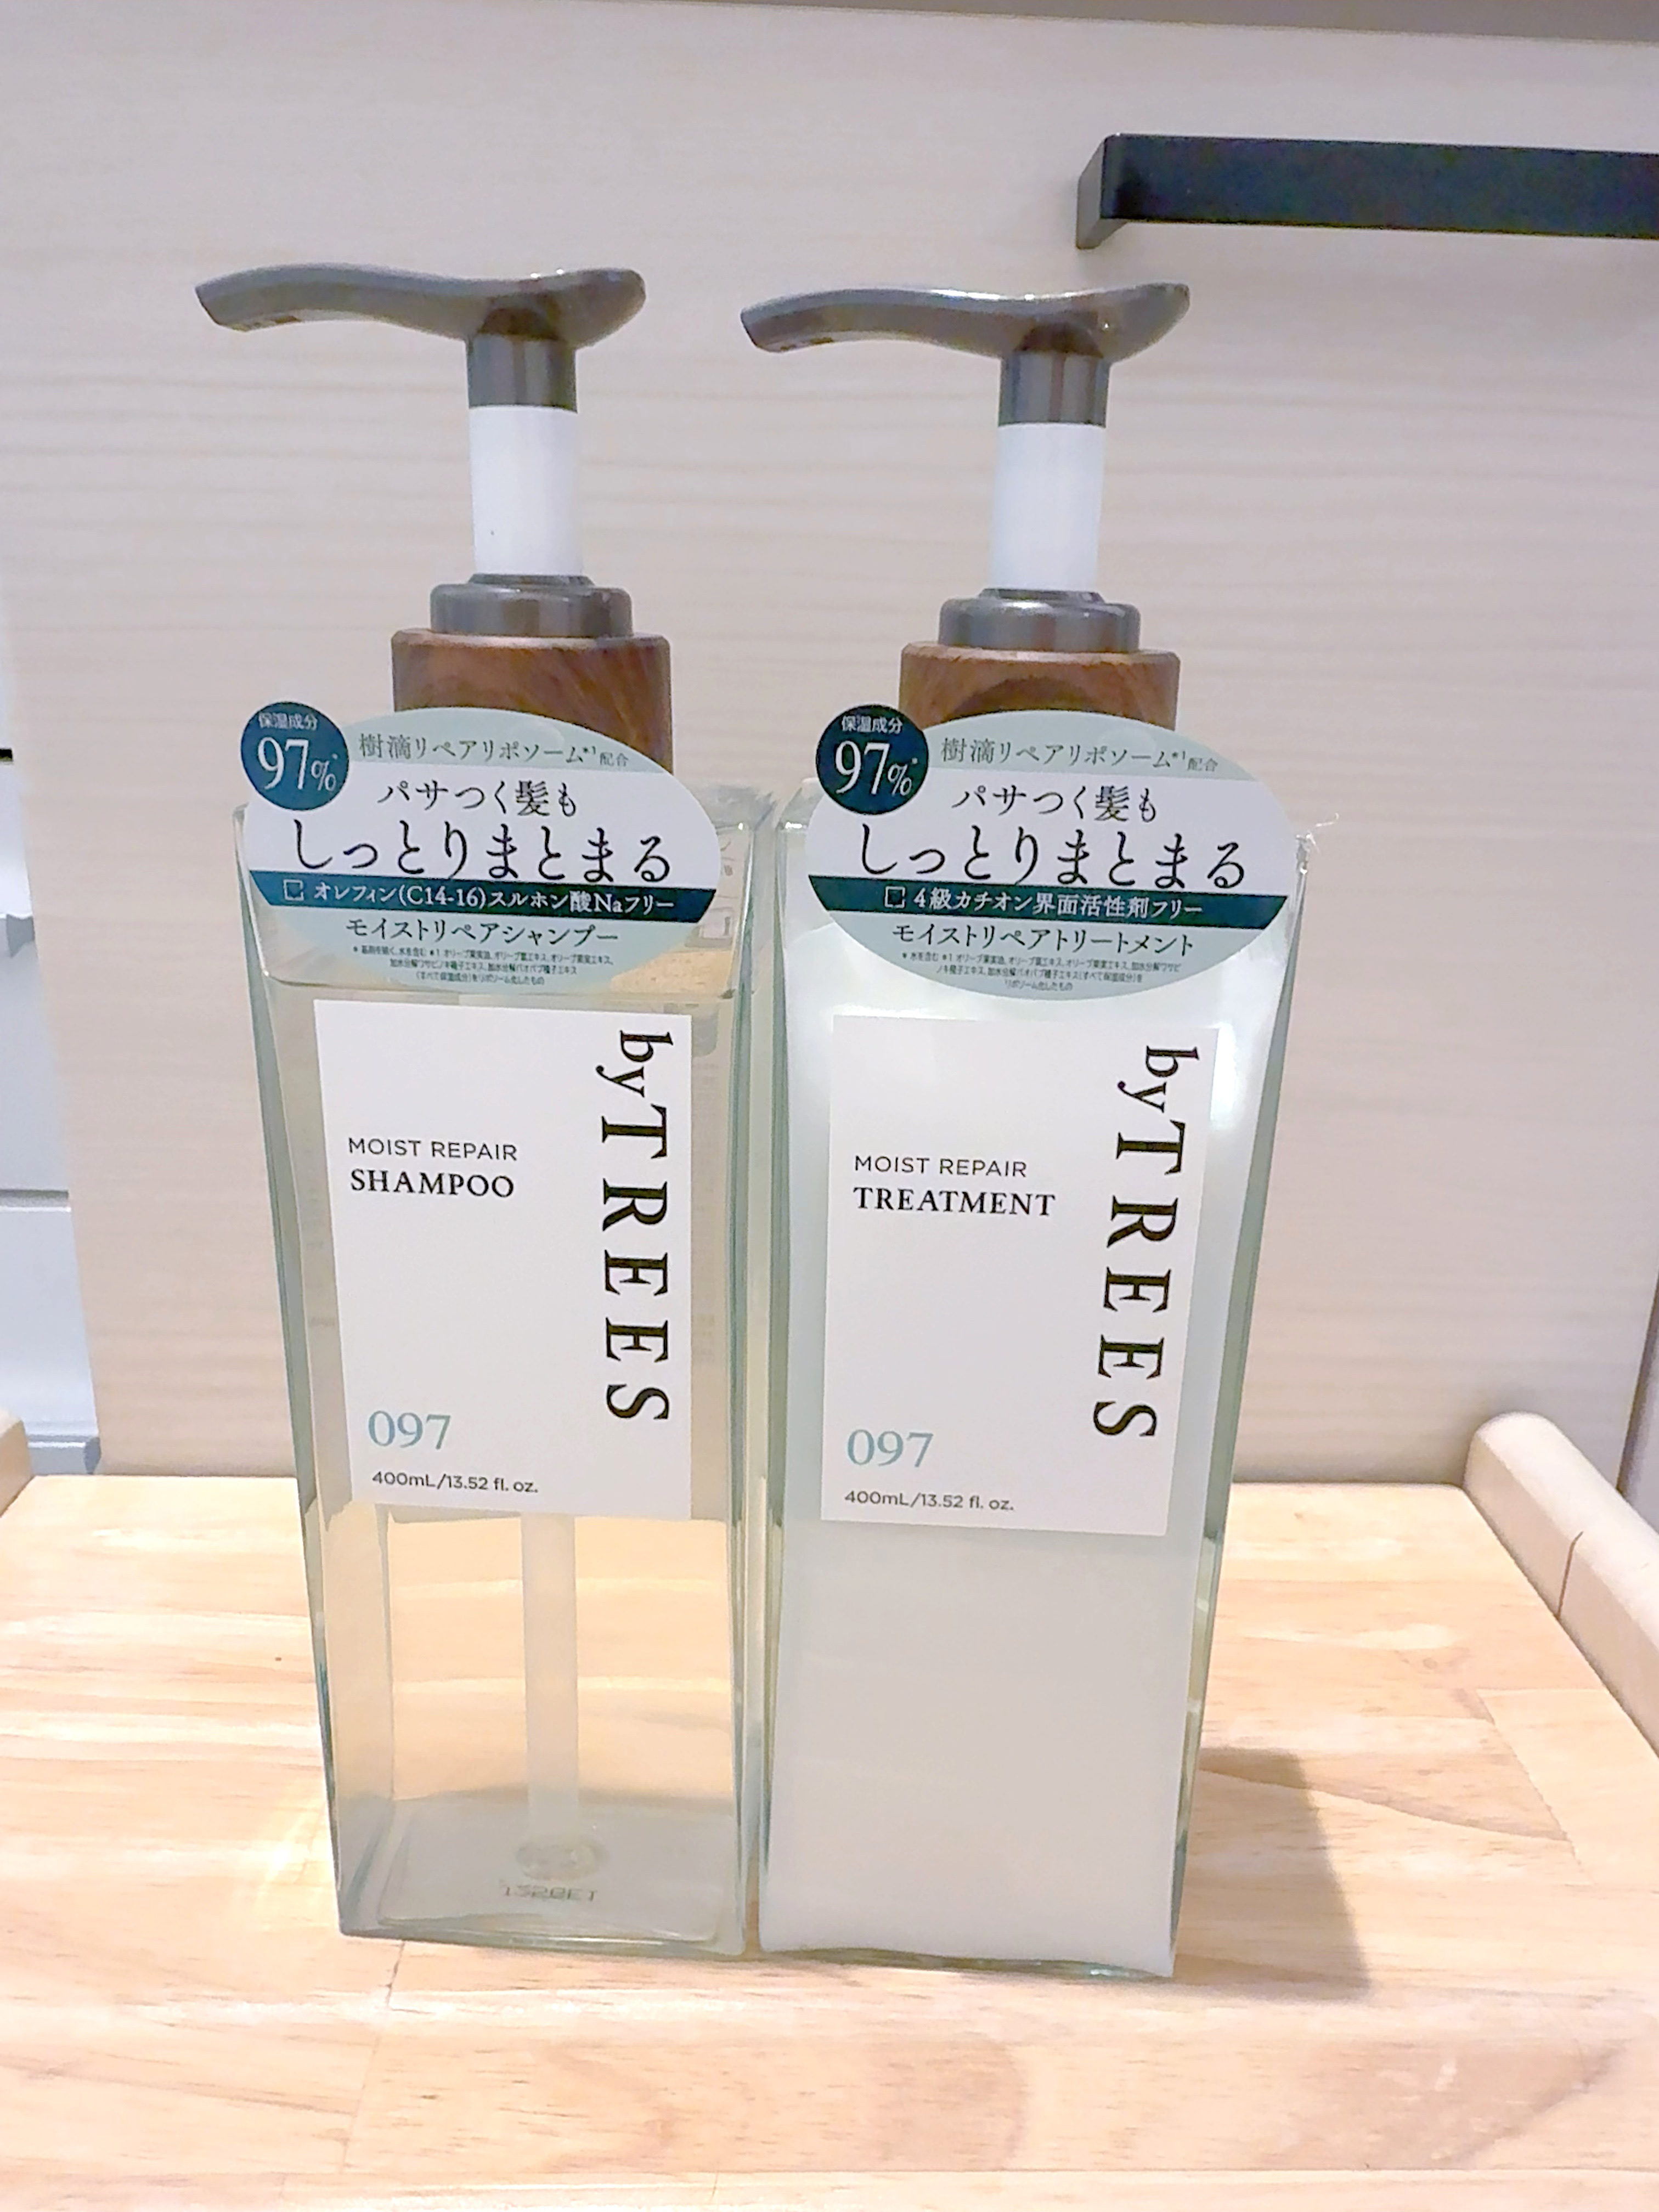 保湿成分
97%*
樹滴リペアリポソーム*1配合
パサつく髪も
しっとりまとまる
オレフィン(C14-16)スルホン酸Naフリー
モイストリペアシャンプー
byTREES
MOIST REPAIR
SHAMPOO
097
400mL/13.52 fl. oz.
保湿成分
97%*
樹滴リペアリポソーム*1配合
パサつく髪も
しっとりまとまる
4級カチオン界面活性剤フリー
モイストリペアトリートメント
byTREES
MOIST REPAIR
TREATMENT
097
400mL/13.52 fl. oz.